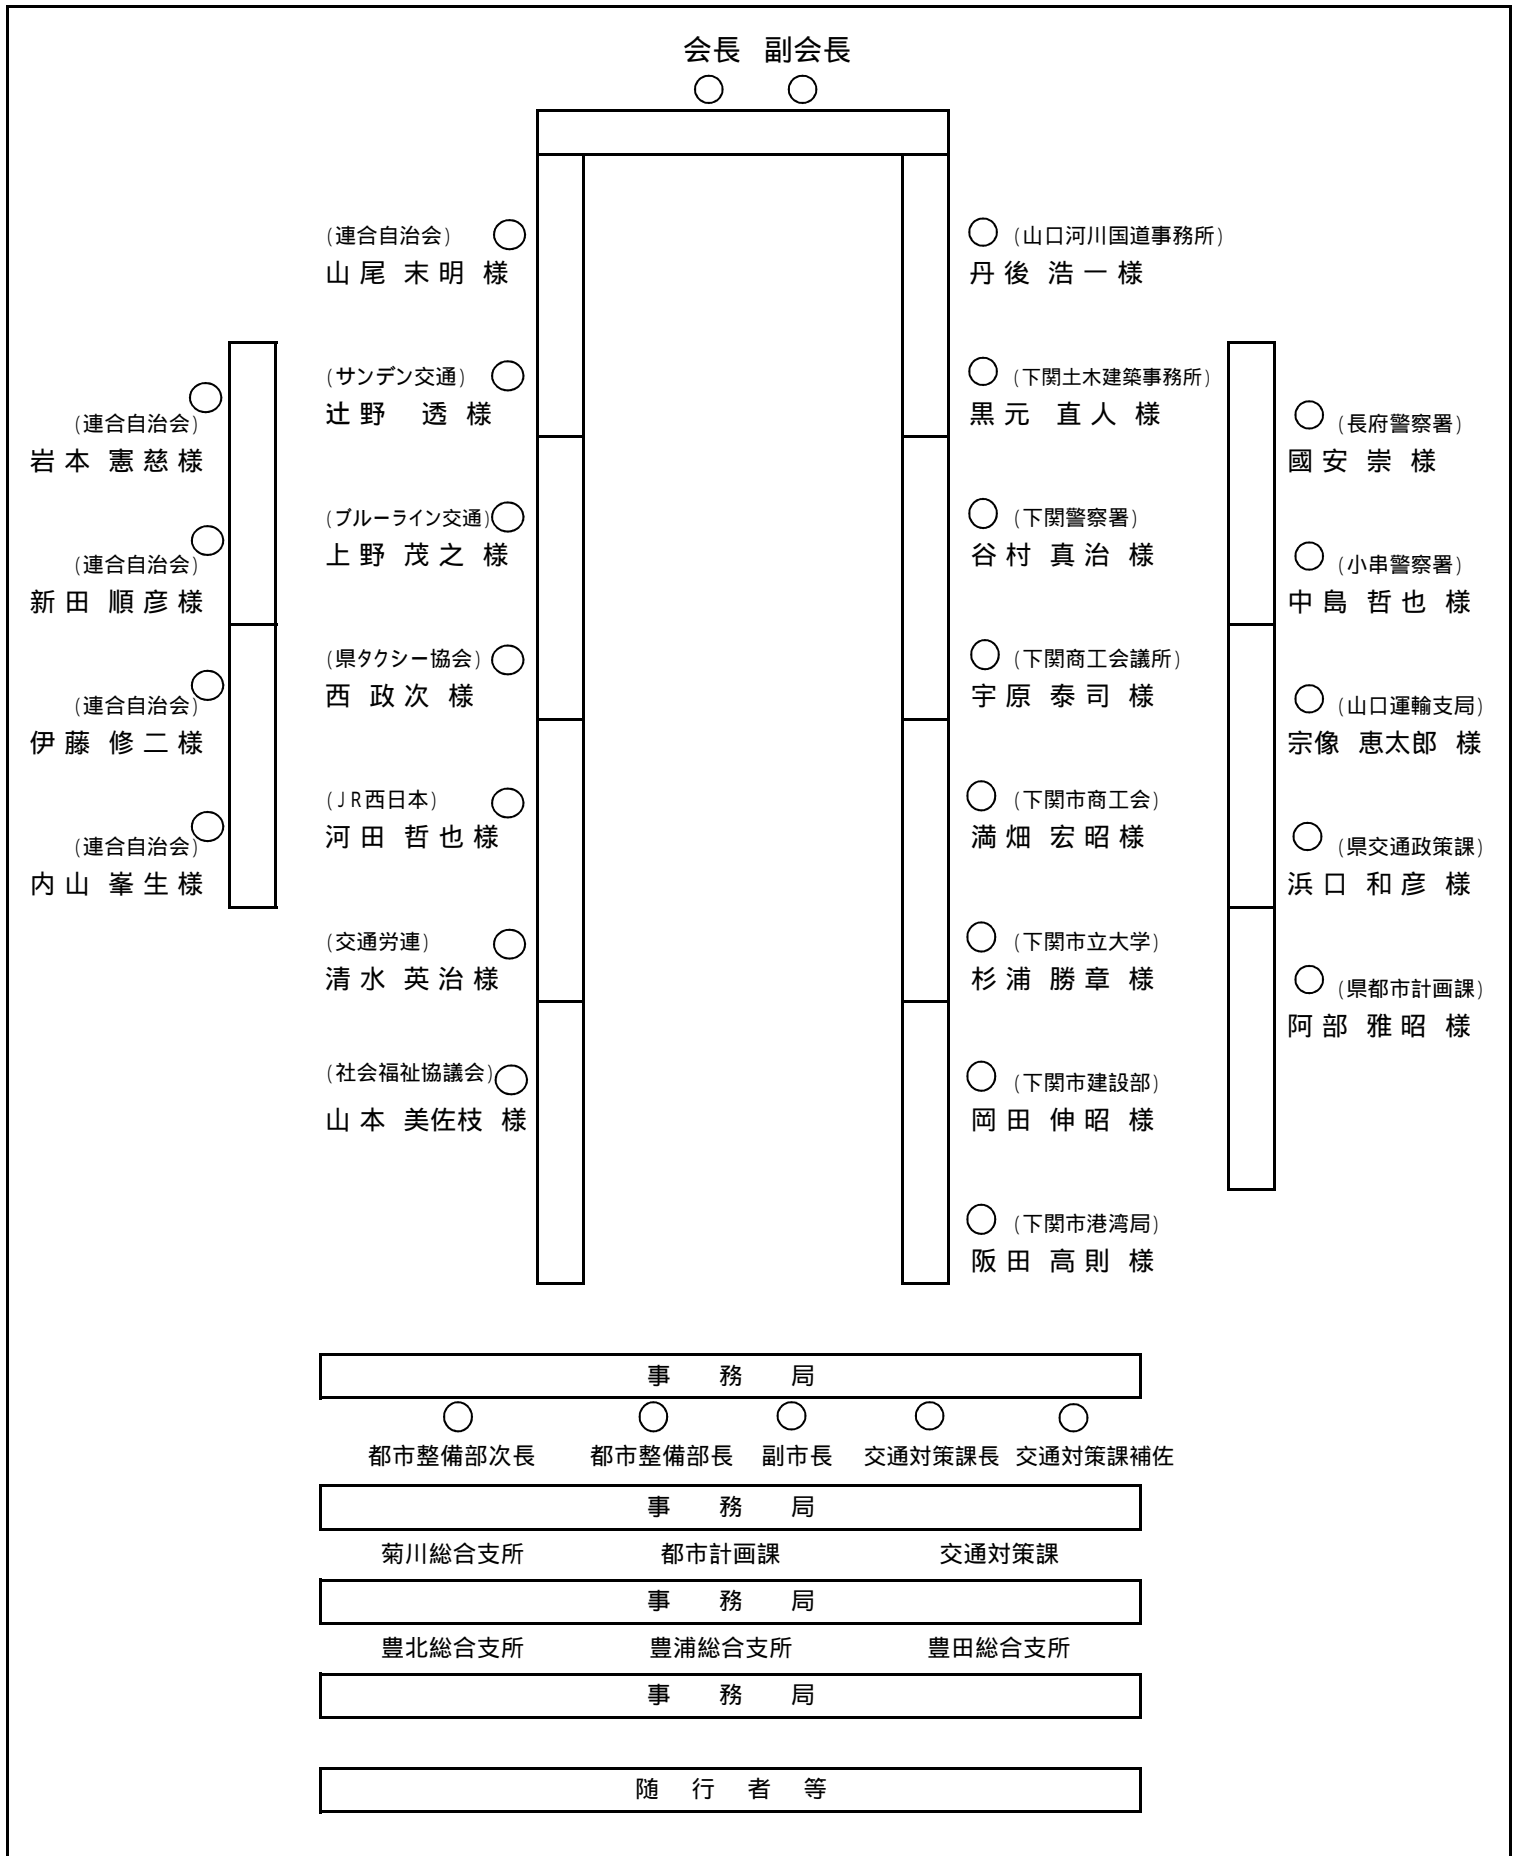 会長 副会長
(連合自治会)
山尾 末明 様
(サンデン交通)
辻野 透 様
(ブルーライン交通)
上野 茂之 様
(県タクシー協会)
西 政次 様
(JR西日本)
河田 哲也様
(交通労連)
清水 英治様
(社会福祉協議会)
山本 美佐枝 様
(連合自治会)
岩本 憲慈様
(連合自治会)
新田 順彦様
(連合自治会)
伊藤 修二様
(連合自治会)
内山 峯生様
(山口河川国道事務所)
丹後 浩一様
(下関土木建築事務所)
黒元 直人 様
(下関警察署)
谷村 真治 様
(下関商工会議所)
宇原 泰司 様
(下関市商工会)
満畑 宏昭様
(下関市立大学)
杉浦 勝章 様
(下関市建設部)
岡田 伸昭 様
(下関市港湾局)
阪田 高則 様
(長府警察署)
國安 崇 様
(小串警察署)
中島 哲也 様
(山口運輸支局)
宗像 恵太郎 様
(県交通政策課)
浜口 和彦 様
(県都市計画課)
阿部 雅昭 様
事 務 局
都市整備部次長 都市整備部長 副市長 交通対策課長 交通対策課補佐
事 務 局
菊川総合支所 都市計画課 交通対策課
事 務 局
豊北総合支所 豊浦総合支所 豊田総合支所
事 務 局
随 行 者 等